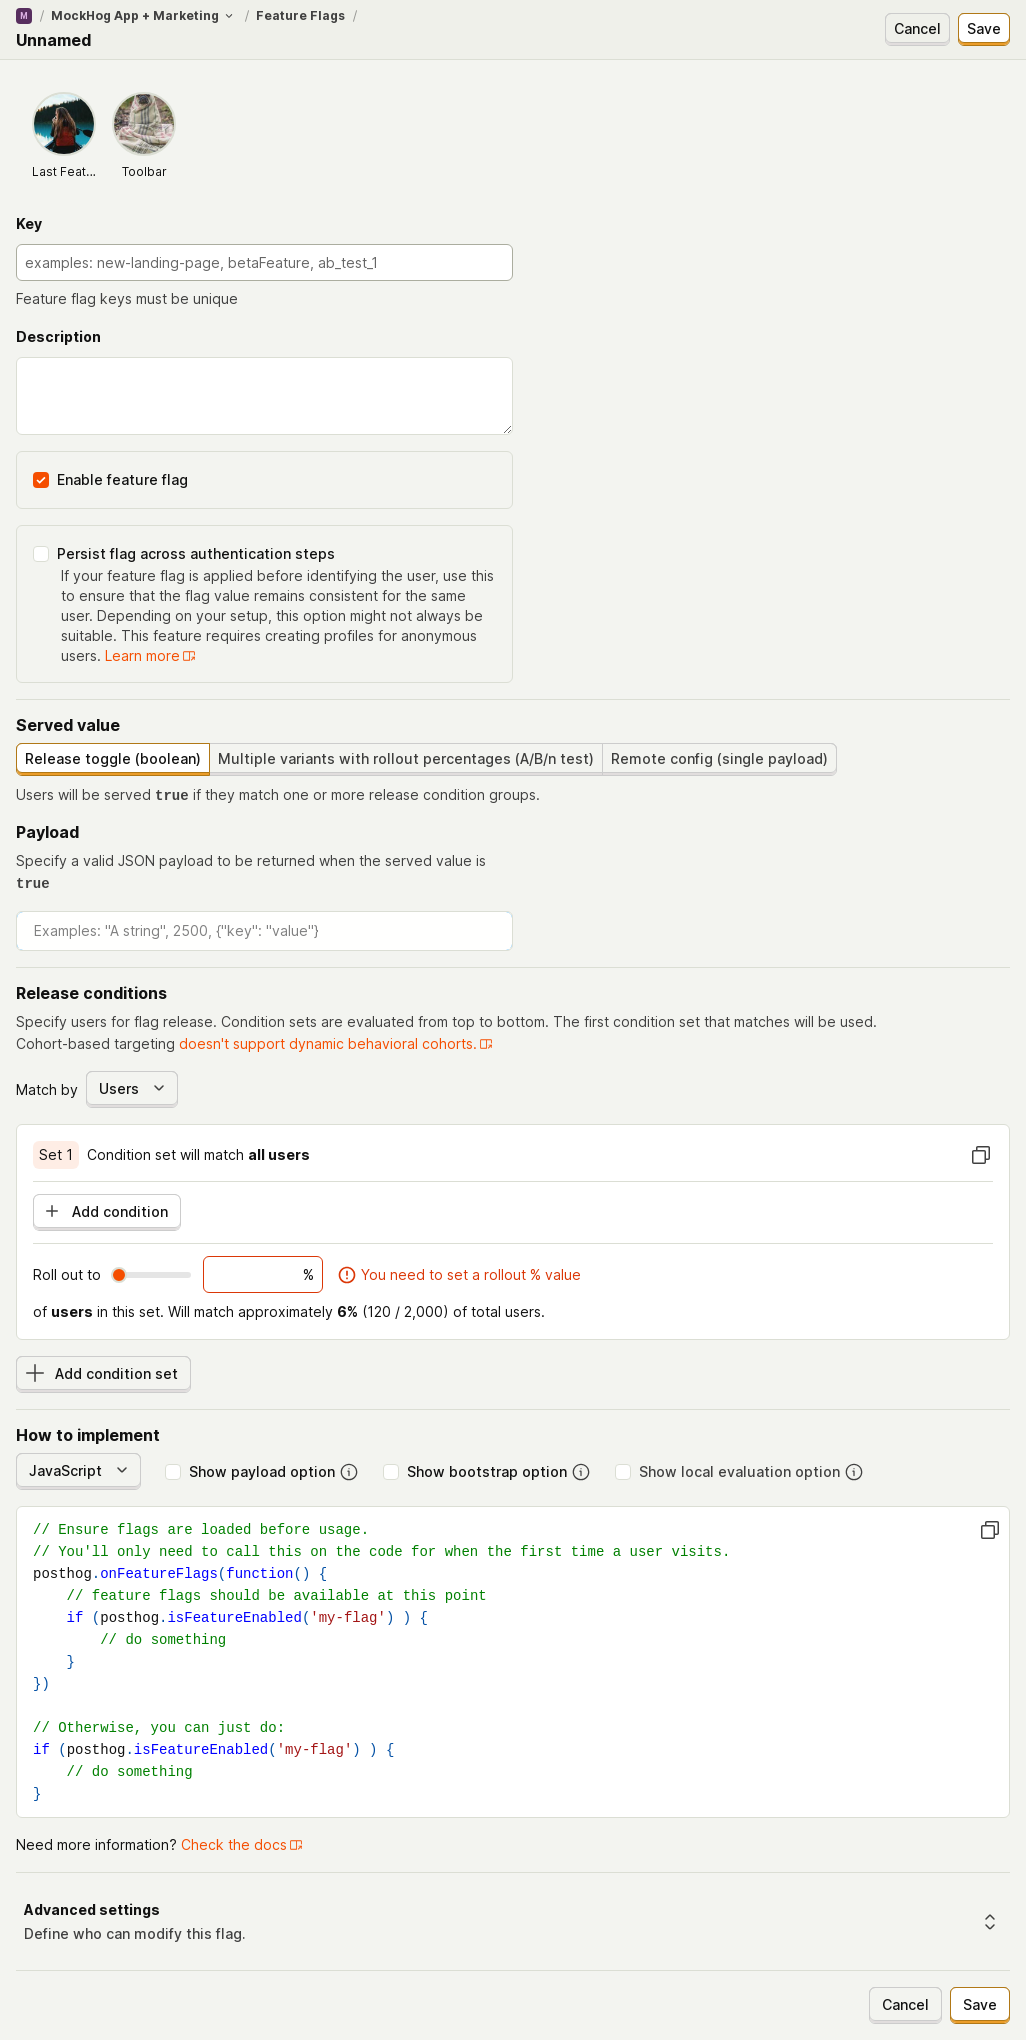 M / MockHog App + Marketing / Feature Flags /
Unnamed
Cancel
Save
Last Feat...
Toolbar
Key
examples: new-landing-page, betaFeature, ab_test_1
Feature flag keys must be unique
Description
Enable feature flag
Persist flag across authentication steps
If your feature flag is applied before identifying the user, use this
to ensure that the flag value remains consistent for the same
user. Depending on your setup, this option might not always be
suitable. This feature requires creating profiles for anonymous
users. Learn more
Served value
Release toggle (boolean)
Multiple variants with rollout percentages (A/B/n test)
Remote config (single payload)
Users will be served true if they match one or more release condition groups.
Payload
Specify a valid JSON payload to be returned when the served value is
true
Examples: "A string", 2500, {"key": "value"}
Release conditions
Specify users for flag release. Condition sets are evaluated from top to bottom. The first condition set that matches will be used.
Cohort-based targeting doesn't support dynamic behavioral cohorts.
Match by
Users
Set 1
Condition set will match all users
Add condition
Roll out to
%
You need to set a rollout % value
of users in this set. Will match approximately 6% (120 / 2,000) of total users.
Add condition set
How to implement
JavaScript
Show payload option
Show bootstrap option
Show local evaluation option
// Ensure flags are loaded before usage.
// You'll only need to call this on the code for when the first time a user visits.
posthog.onFeatureFlags(function() {
    // feature flags should be available at this point
    if (posthog.isFeatureEnabled('my-flag') ) {
        // do something
    }
})
// Otherwise, you can just do:
if (posthog.isFeatureEnabled('my-flag') ) {
    // do something
}
Need more information? Check the docs
Advanced settings
Define who can modify this flag.
Cancel
Save